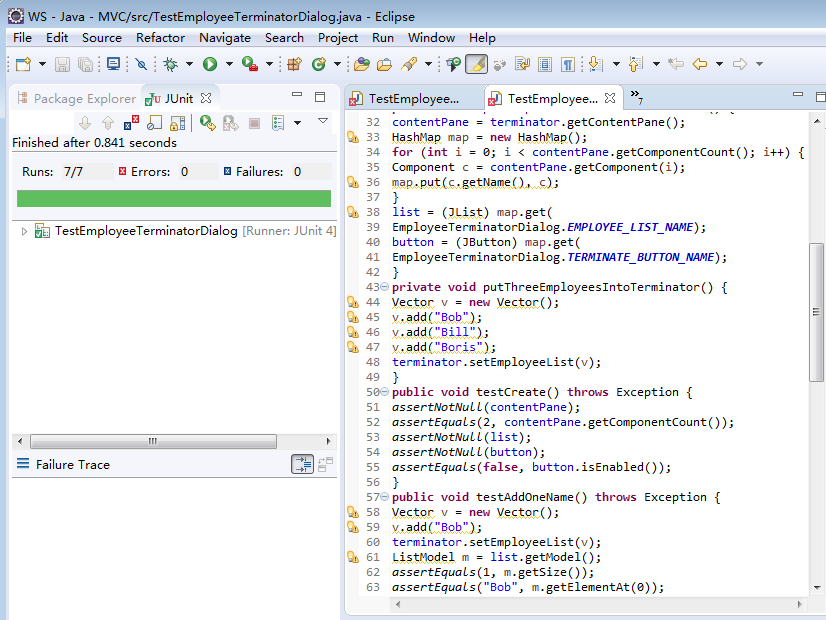 WS - Java - MVC/src/TestEmployeeTerminatorDialog.java - Eclipse
File Edit Source Refactor Navigate Search Project Run Window Help
Package Explorer JUnit
Finished after 0.841 seconds
Runs: 7/7 Errors: 0 Failures: 0
TestEmployeeTerminatorDialog [Runner: JUnit 4]
Failure Trace
TestEmployee... TestEmployee... »7
32 contentPane = terminator.getContentPane();
33 HashMap map = new HashMap();
34 for (int i = 0; i < contentPane.getComponentCount(); i++) {
35 Component c = contentPane.getComponent(i);
36 map.put(c.getName(), c);
37 }
38 list = (JList) map.get(
39 EmployeeTerminatorDialog.EMPLOYEE_LIST_NAME);
40 button = (JButton) map.get(
41 EmployeeTerminatorDialog.TERMINATE_BUTTON_NAME);
42 }
43 private void putThreeEmployeesIntoTerminator() {
44 Vector v = new Vector();
45 v.add("Bob");
46 v.add("Bill");
47 v.add("Boris");
48 terminator.setEmployeeList(v);
49 }
50 public void testCreate() throws Exception {
51 assertNotNull(contentPane);
52 assertEquals(2, contentPane.getComponentCount());
53 assertNotNull(list);
54 assertNotNull(button);
55 assertEquals(false, button.isEnabled());
56 }
57 public void testAddOneName() throws Exception {
58 Vector v = new Vector();
59 v.add("Bob");
60 terminator.setEmployeeList(v);
61 ListModel m = list.getModel();
62 assertEquals(1, m.getSize());
63 assertEquals("Bob", m.getElementAt(0));